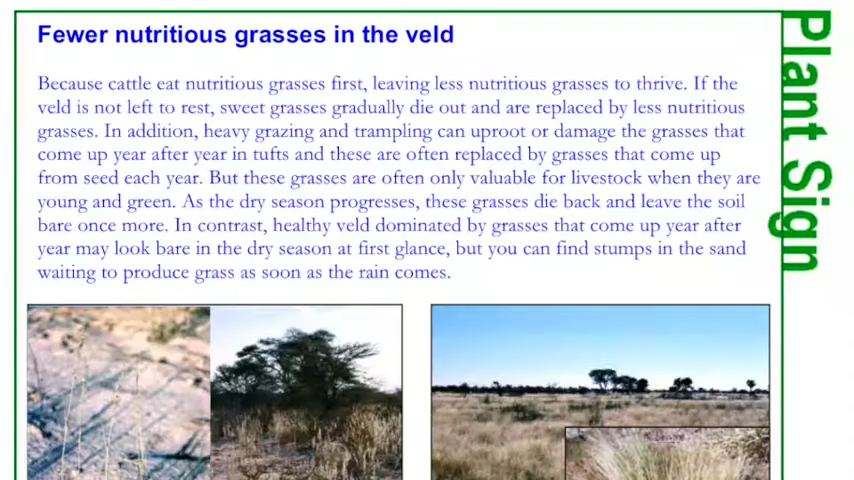 Fewer nutritious grasses in the veld
Because cattle eat nutritious grasses first, leaving less nutritious grasses to thrive. If the
veld is not left to rest, sweet grasses gradually die out and are replaced by less nutritious
grasses. In addition, heavy grazing and trampling can uproot or damage the grasses that
come up year after year in tufts and these are often replaced by grasses that come up
from seed each year. But these grasses are often only valuable for livestock when they are
young and green. As the dry season progresses, these grasses die back and leave the soil
bare once more. In contrast, healthy veld dominated by grasses that come up year after
year may look bare in the dry season at first glance, but you can find stumps in the sand
waiting to produce grass as soon as the rain comes.
Plant Sign